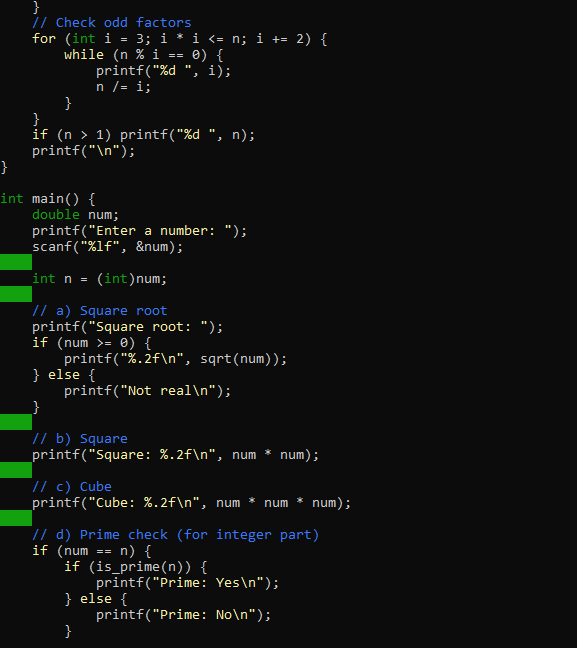 }
    // Check odd factors
    for (int i = 3; i * i <= n; i += 2) {
        while (n % i == 0) {
            printf("%d ", i);
            n /= i;
        }
    }
    if (n > 1) printf("%d ", n);
    printf("\n");
}

int main() {
    double num;
    printf("Enter a number: ");
    scanf("%lf", &num);

    int n = (int)num;

    // a) Square root
    printf("Square root: ");
    if (num >= 0) {
        printf("%.2f\n", sqrt(num));
    } else {
        printf("Not real\n");
    }

    // b) Square
    printf("Square: %.2f\n", num * num);

    // c) Cube
    printf("Cube: %.2f\n", num * num * num);

    // d) Prime check (for integer part)
    if (num == n) {
        if (is_prime(n)) {
            printf("Prime: Yes\n");
        } else {
            printf("Prime: No\n");
        }